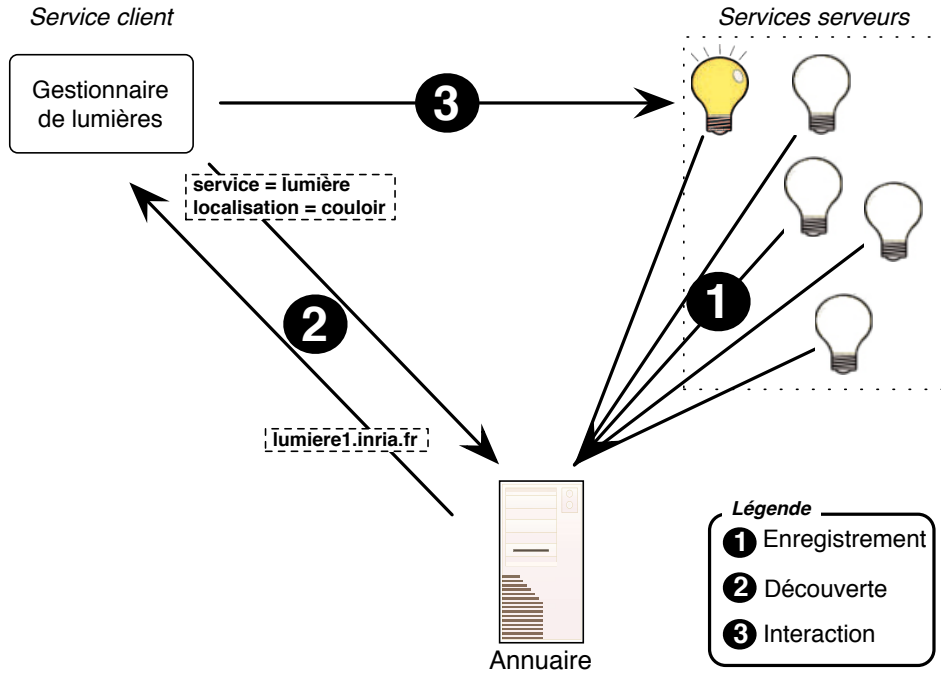 Service client
Services serveurs
Gestionnaire
de lumières
3
service = lumière
localisation = couloir
1
2
lumiere1.inria.fr
Annuaire
Légende
1 Enregistrement
2 Découverte
3 Interaction